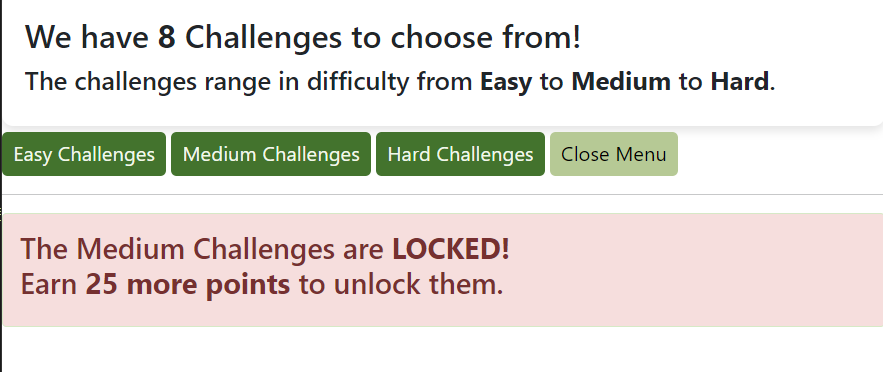 We have 8 Challenges to choose from!
The challenges range in difficulty from Easy to Medium to Hard.
Easy Challenges Medium Challenges Hard Challenges Close Menu
The Medium Challenges are LOCKED!
Earn 25 more points to unlock them.